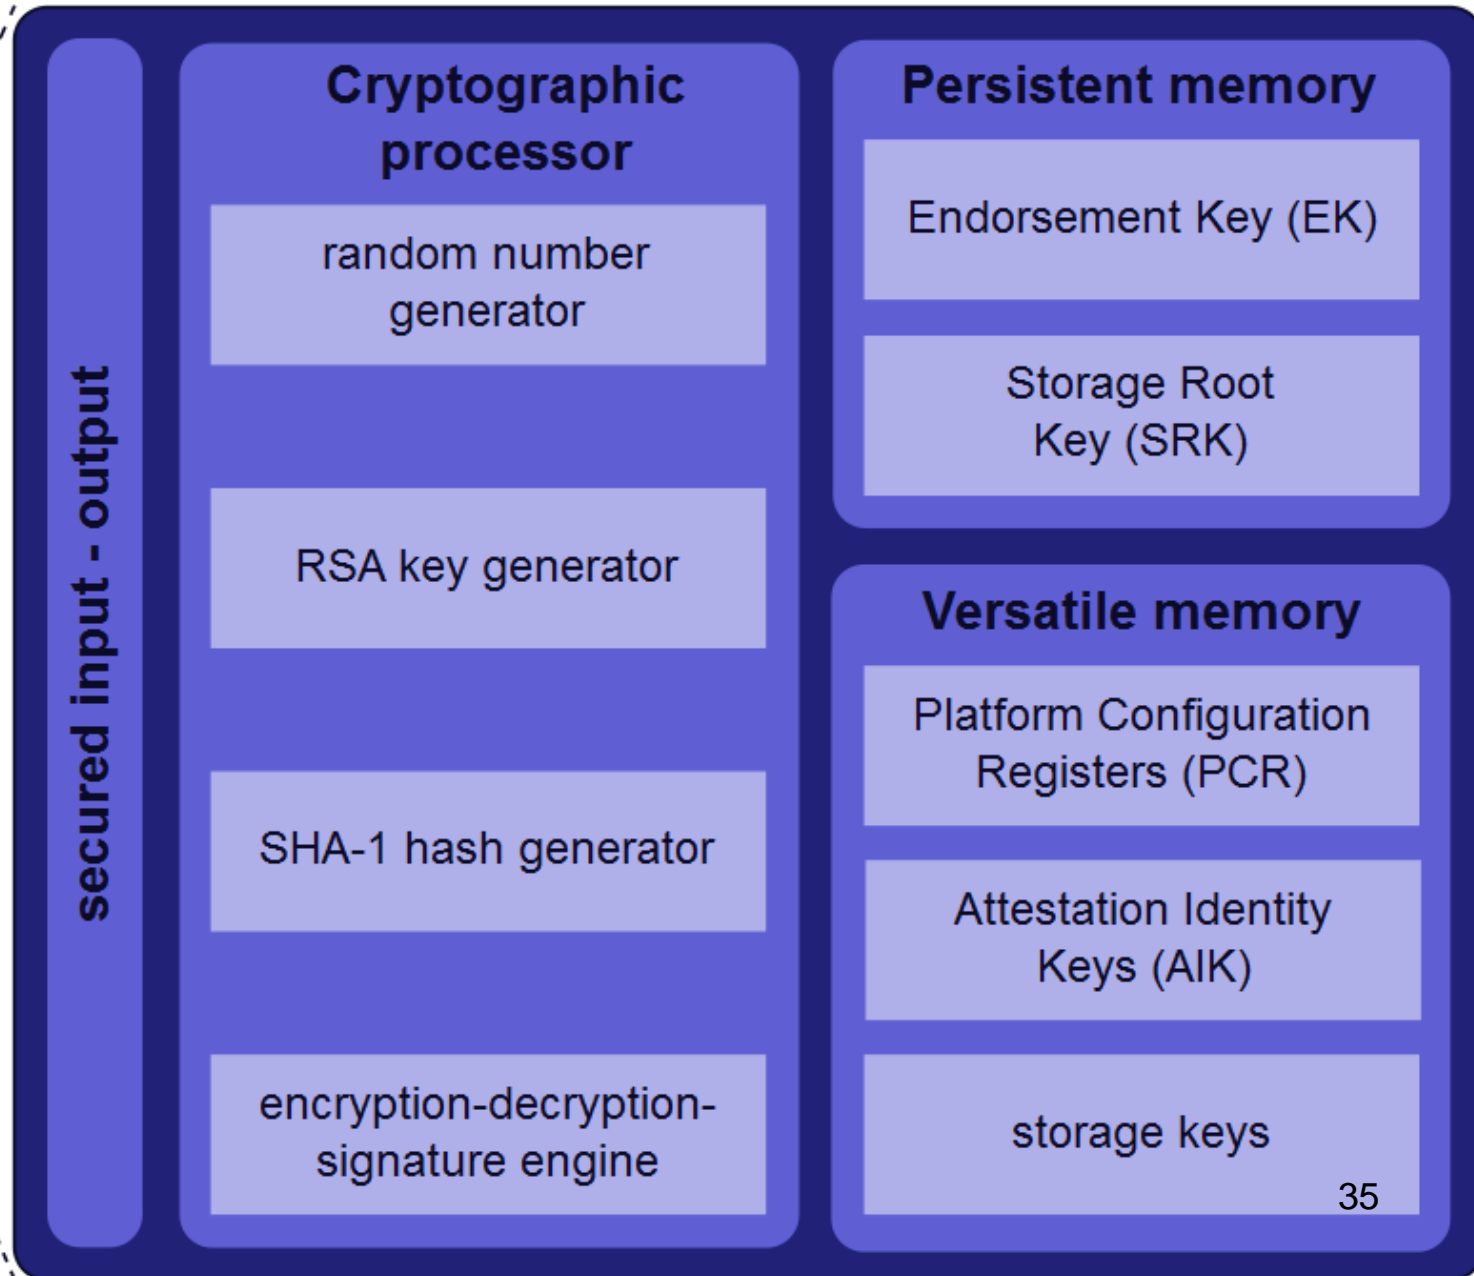 secured input - output
Cryptographic
processor
random number
generator
RSA key generator
SHA-1 hash generator
encryption-decryption-
signature engine
Persistent memory
Endorsement Key (EK)
Storage Root
Key (SRK)
Versatile memory
Platform Configuration
Registers (PCR)
Attestation Identity
Keys (AIK)
storage keys
35